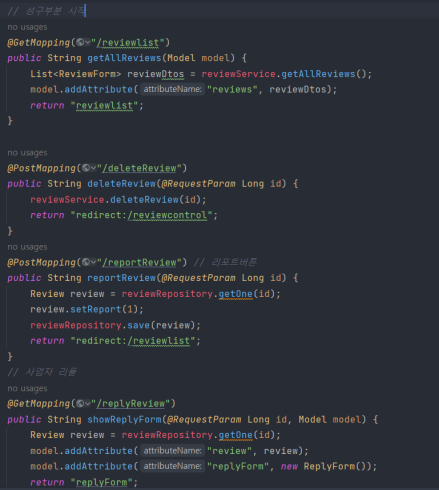 // 성구부분 시작
no usages
@GetMapping("/reviewlist")
public String getAllReviews(Model model) {
List<ReviewForm> reviewDtos = reviewService.getAllReviews();
model.addAttribute( attributeName: "reviews", reviewDtos);
return "reviewlist";
}
no usages
@PostMapping("/deleteReview")
public String deleteReview(@RequestParam Long id) {
reviewService.deleteReview(id);
return "redirect:/reviewcontrol";
}
no usages
@PostMapping("/reportReview") // 리포트버튼
public String reportReview(@RequestParam Long id) {
Review review = reviewRepository.getOne(id);
review.setReport(1);
reviewRepository.save(review);
return "redirect:/reviewlist";
}
// 사업자 리플
no usages
@GetMapping("/replyReview")
public String showReplyForm(@RequestParam Long id, Model model) {
Review review = reviewRepository.getOne(id);
model.addAttribute( attributeName: "review", review);
model.addAttribute( attributeName: "replyForm", new ReplyForm());
return "replyForm";